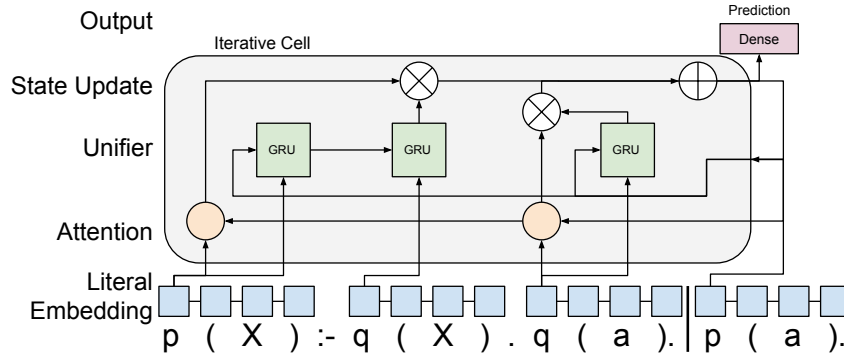 Output
Prediction
Dense
Iterative Cell
State Update
Unifier
GRU
GRU
GRU
Attention
Literal
Embedding
p ( X ) :- q ( X ) . q ( a ). p ( a ).